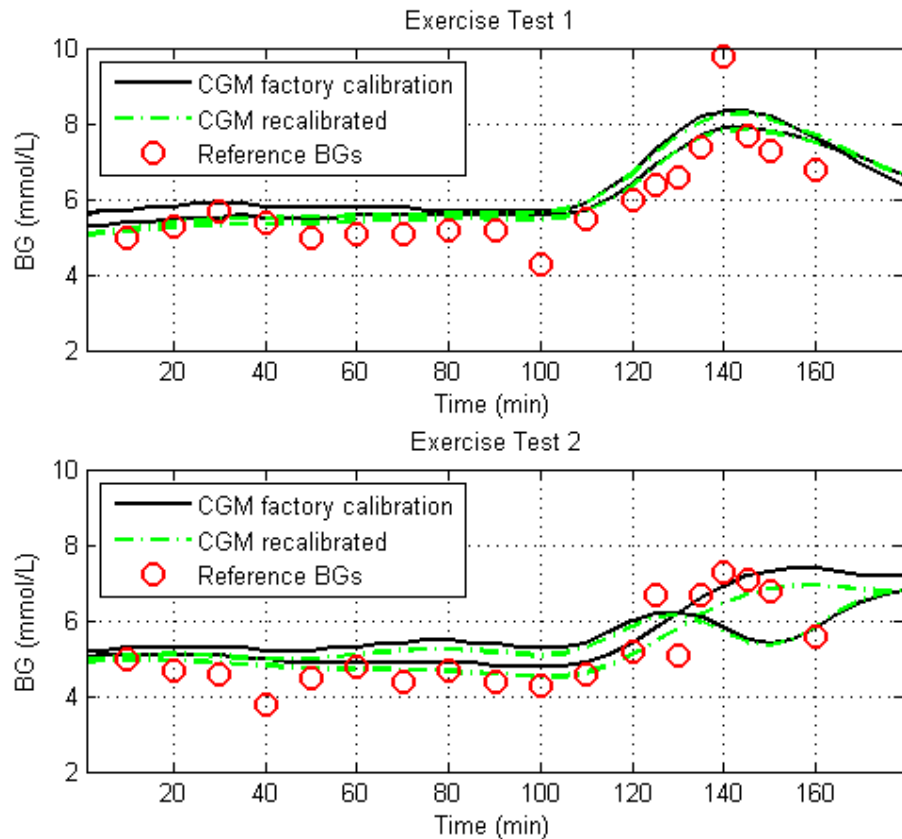 Exercise Test 1
10
8
6
4
2
BG (mmol/L)
CGM factory calibration
CGM recalibrated
Reference BGs
20 40 60 80 100 120 140 160
Time (min)
Exercise Test 2
10
8
6
4
2
BG (mmol/L)
CGM factory calibration
CGM recalibrated
Reference BGs
20 40 60 80 100 120 140 160
Time (min)